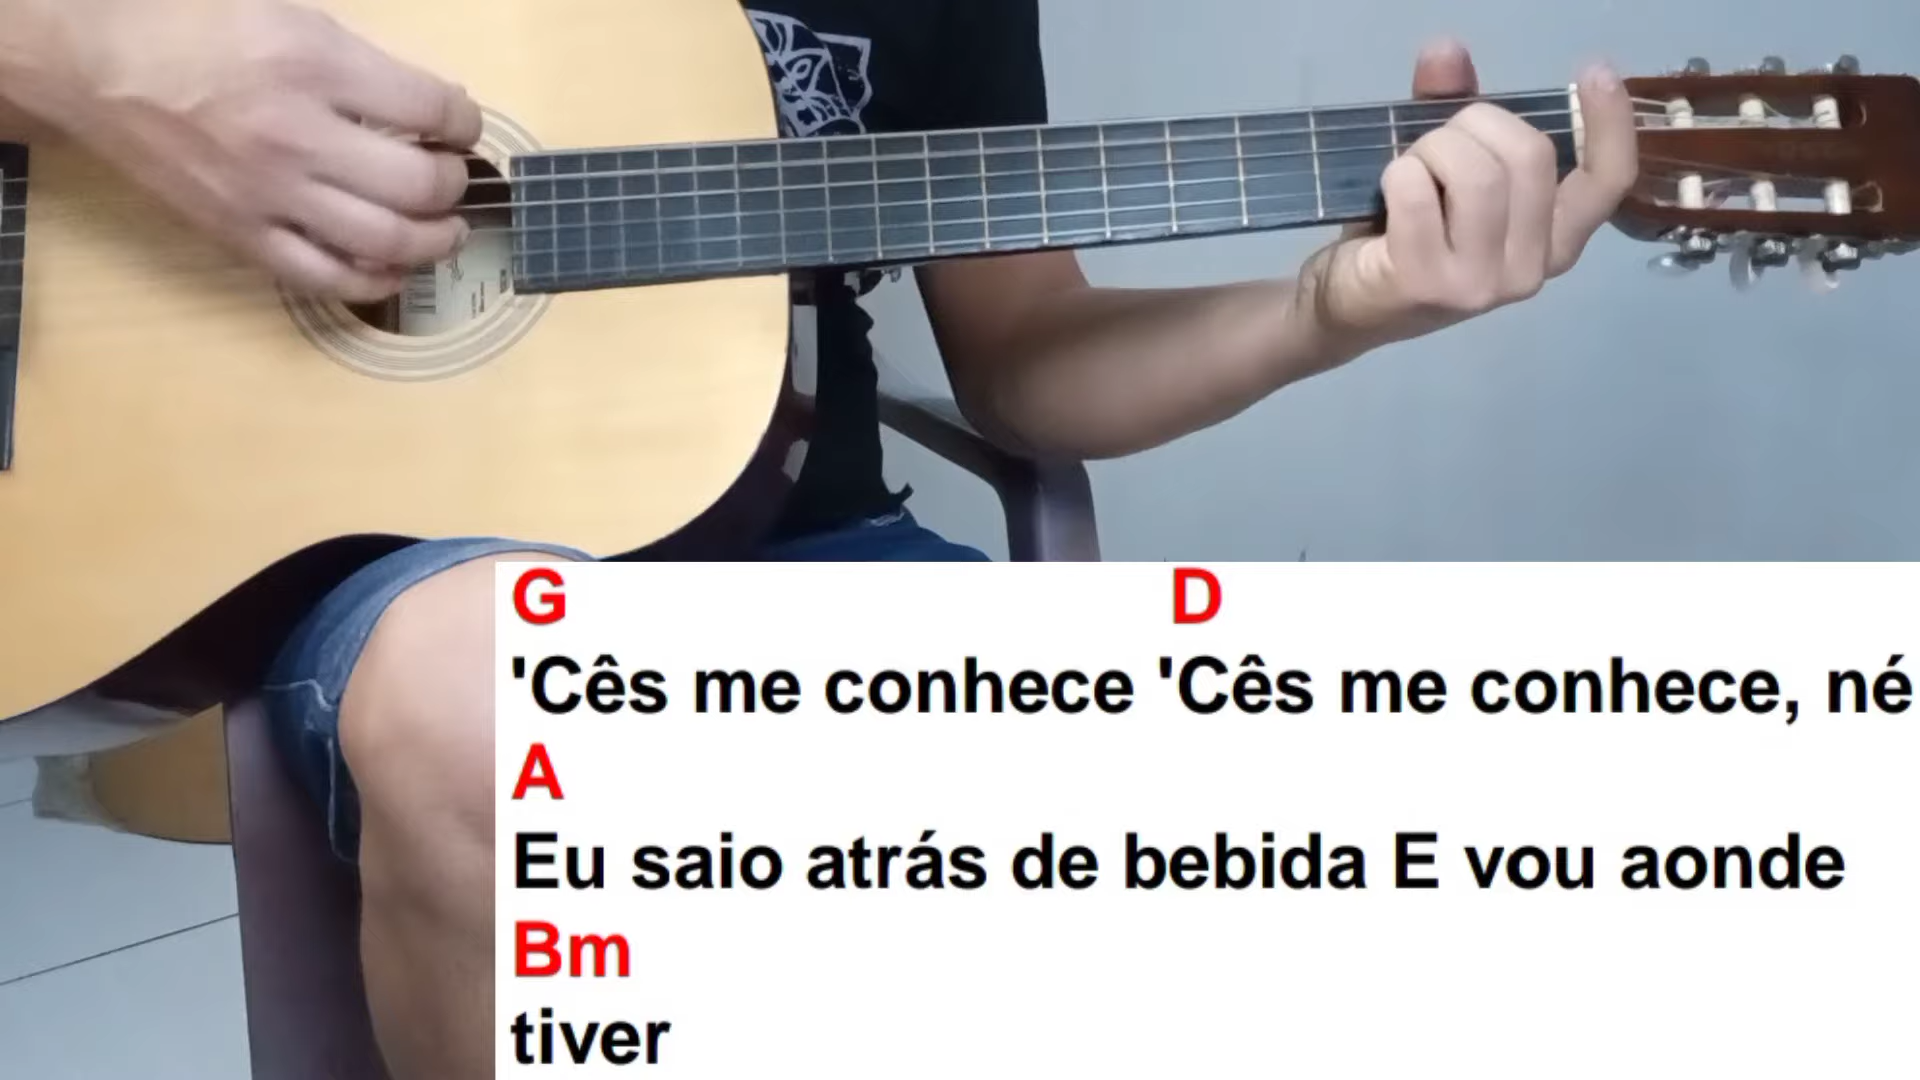 G D
'Cês me conhece 'Cês me conhece, né
A
Eu saio atrás de bebida E vou aonde
Bm
tiver